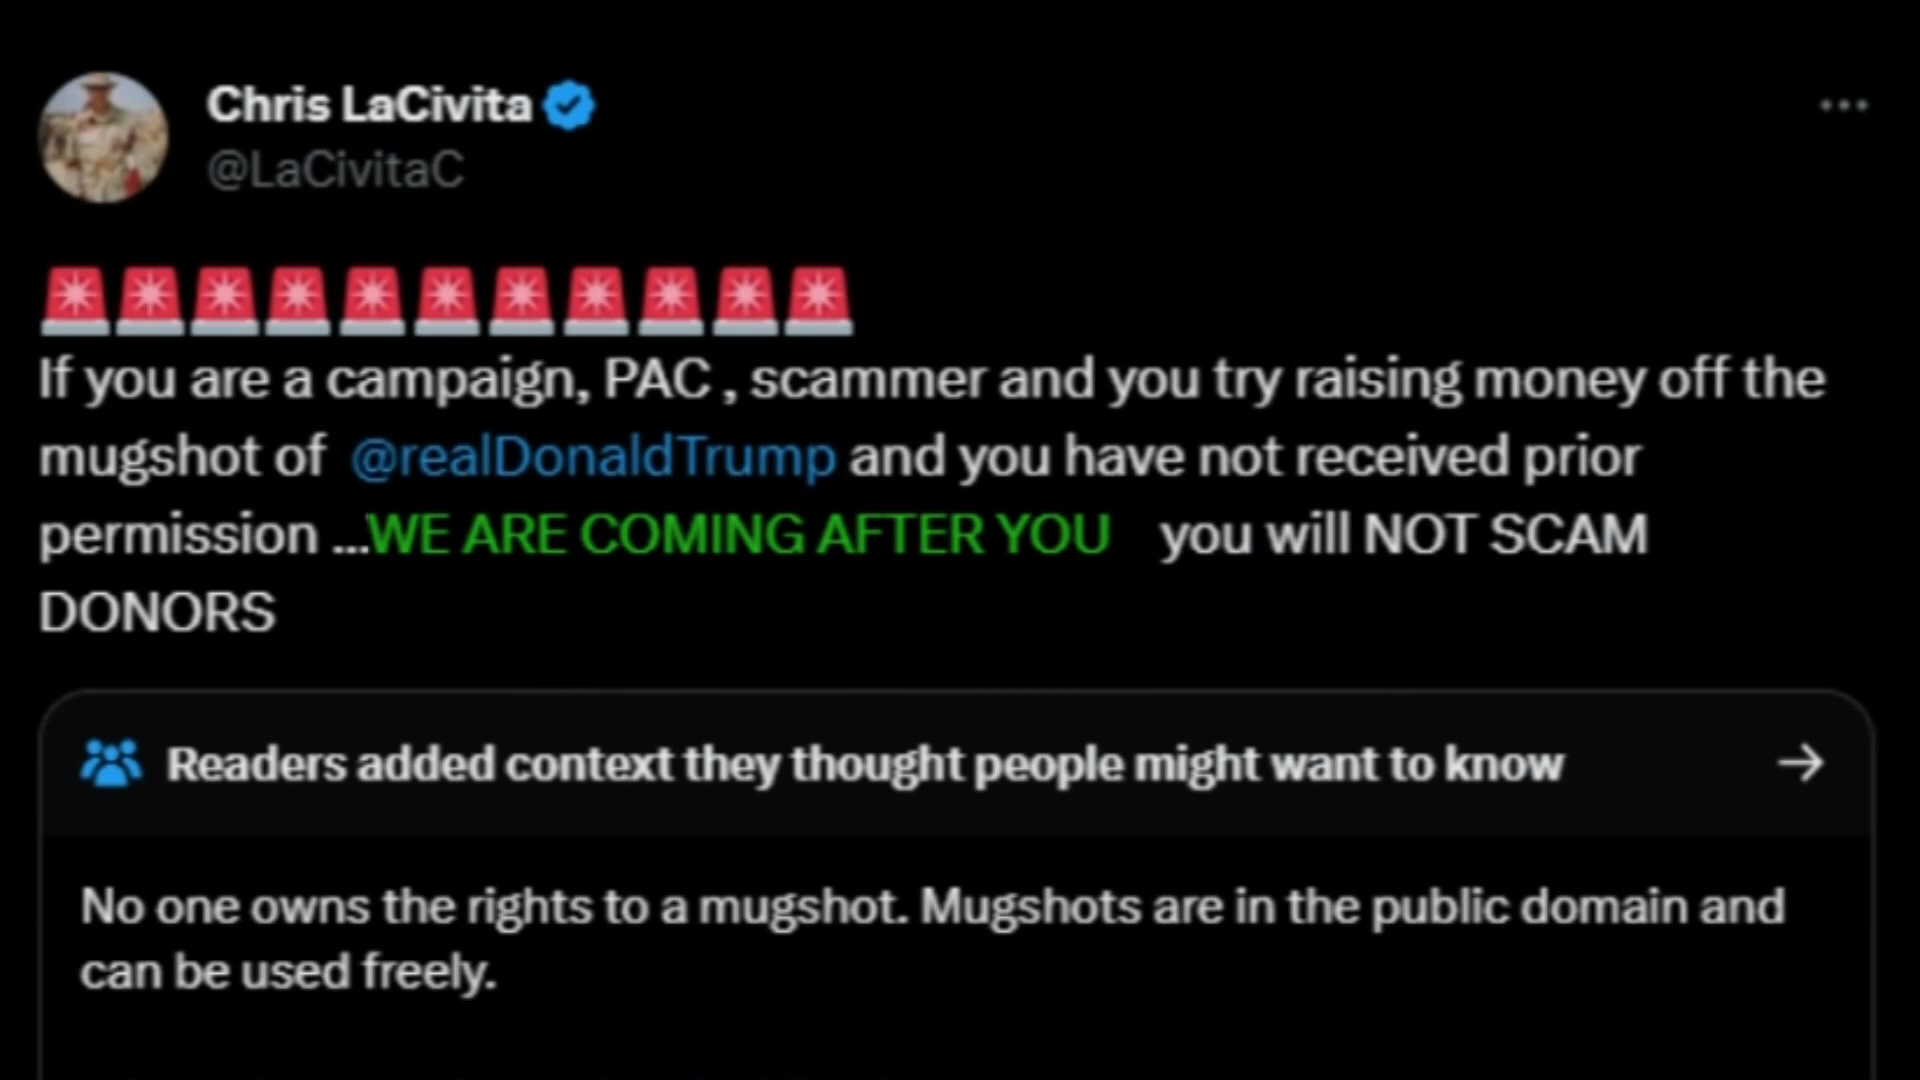 Chris LaCivita
@LaCivitaC
If you are a campaign, PAC , scammer and you try raising money off the
mugshot of @realDonaldTrump and you have not received prior
permission ...WE ARE COMING AFTER YOU you will NOT SCAM
DONORS
Readers added context they thought people might want to know
No one owns the rights to a mugshot. Mugshots are in the public domain and
can be used freely.